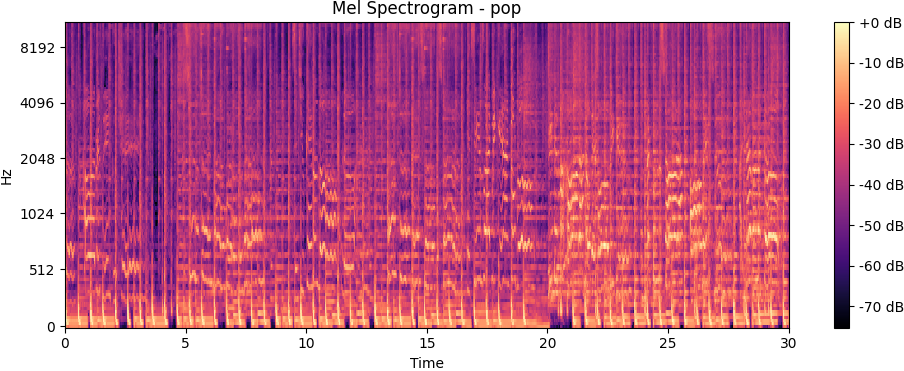 Mel Spectrogram - pop
Hz
8192
4096
2048
1024
512
0
0 5 10 15 20 25 30
Time
+0 dB
-10 dB
-20 dB
-30 dB
-40 dB
-50 dB
-60 dB
-70 dB